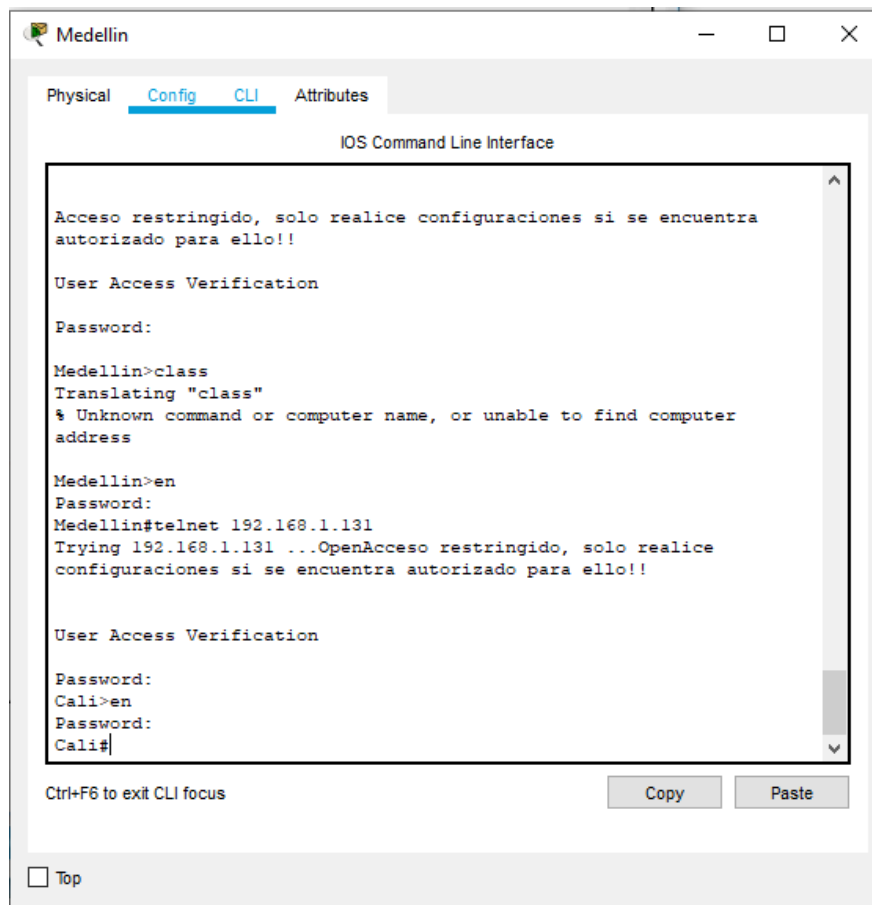 Medellin
Physical Config CLI Attributes
IOS Command Line Interface
Acceso restringido, solo realice configuraciones si se encuentra
autorizado para ello!!
User Access Verification
Password:
Medellin>class
Translating "class"
% Unknown command or computer name, or unable to find computer
address
Medellin>en
Password:
Medellin#telnet 192.168.1.131
Trying 192.168.1.131 ...OpenAcceso restringido, solo realice
configuraciones si se encuentra autorizado para ello!!
User Access Verification
Password:
Cali>en
Password:
Cali#
Ctrl+F6 to exit CLI focus
Copy Paste
Top